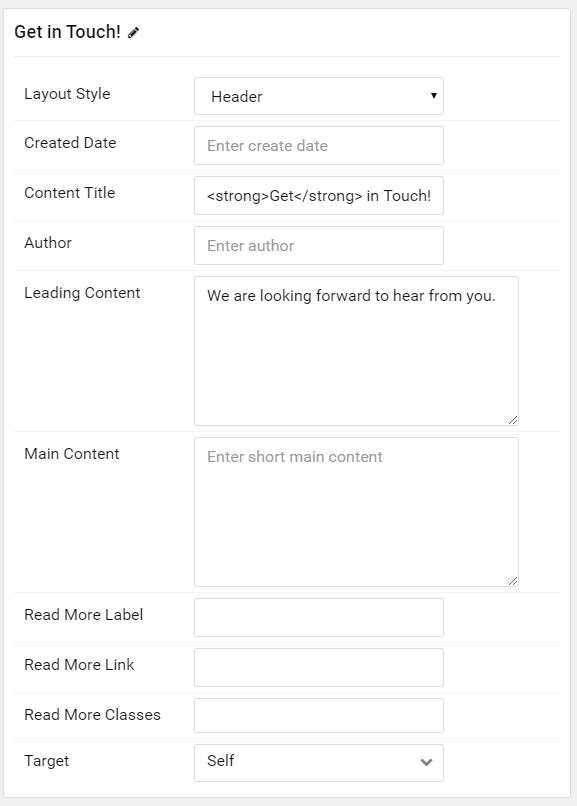 Get in Touch!
Layout Style
Header
Created Date
Enter create date
Content Title
<strong>Get</strong> in Touch!
Author
Enter author
Leading Content
We are looking forward to hear from you.
Main Content
Enter short main content
Read More Label
Read More Link
Read More Classes
Target
Self